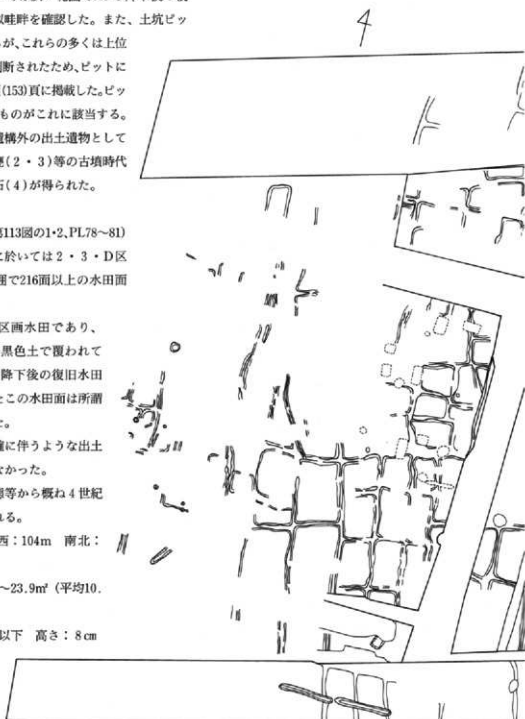 似畦畔を確認した。また、土坑ピッ
が、これらの多くは上位
判断されたため、ピットに
(153)頁に掲載した。ピッ
ものがこれに該当する。
遺構外の出土遺物として
(2・3)等の古墳時代
石(4)が得られた。
第113図の1・2、PL78〜81)
に於いては2・3・D区
囲で216面以上の水田面
区画水田であり、
黒色土で覆われて
降下後の復旧水田
この水田面は所謂
た。
に伴うような出土
なかった。
等から概ね4世紀
れる。
西：104m 南北：
〜23.9㎡ (平均10.
以下 高さ：8㎝
4